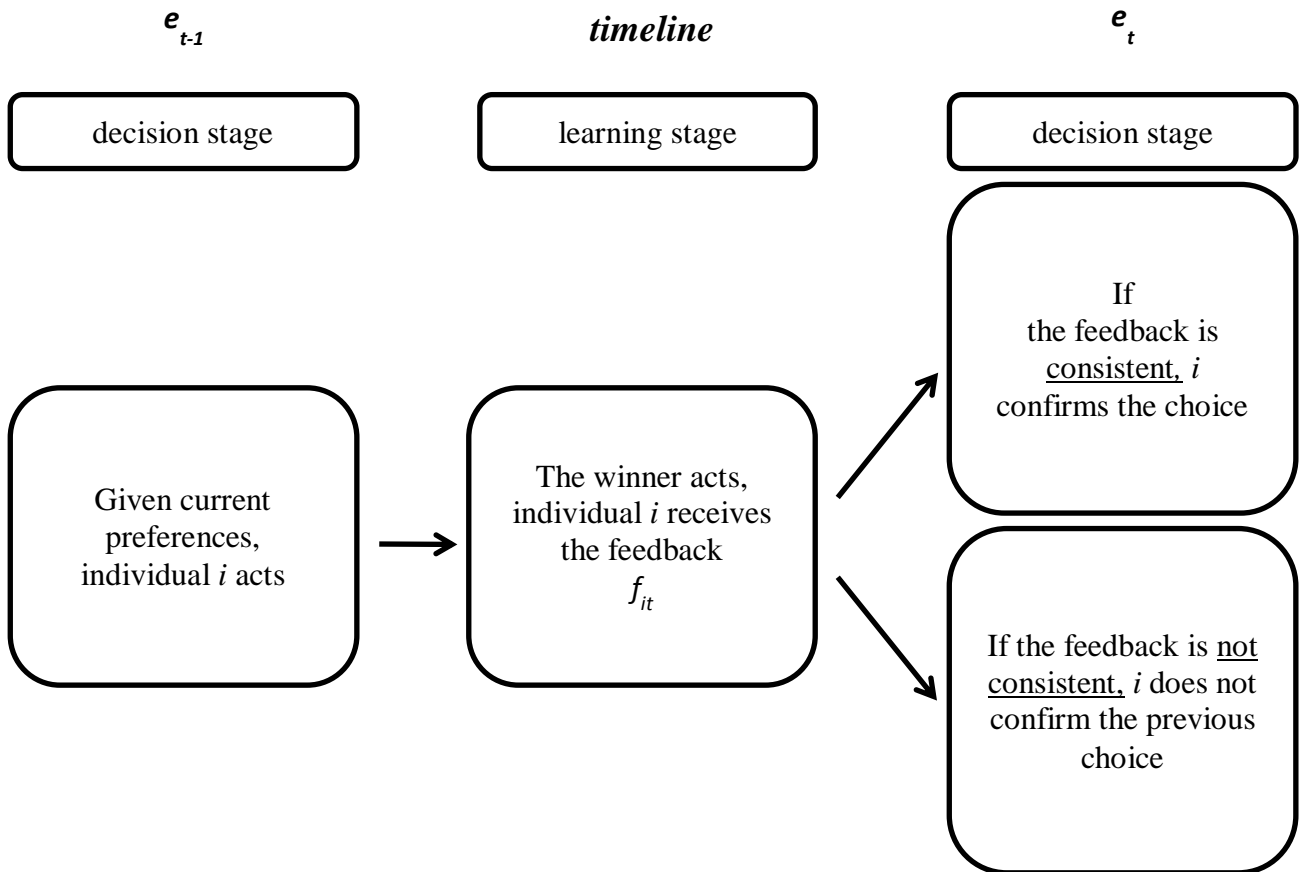 e t-1
timeline
e t
decision stage
learning stage
decision stage
Given current
preferences,
individual i acts
The winner acts,
individual i receives
the feedback
f it
If
the feedback is
consistent, i
confirms the choice
If the feedback is not
consistent, i does not
confirm the previous
choice